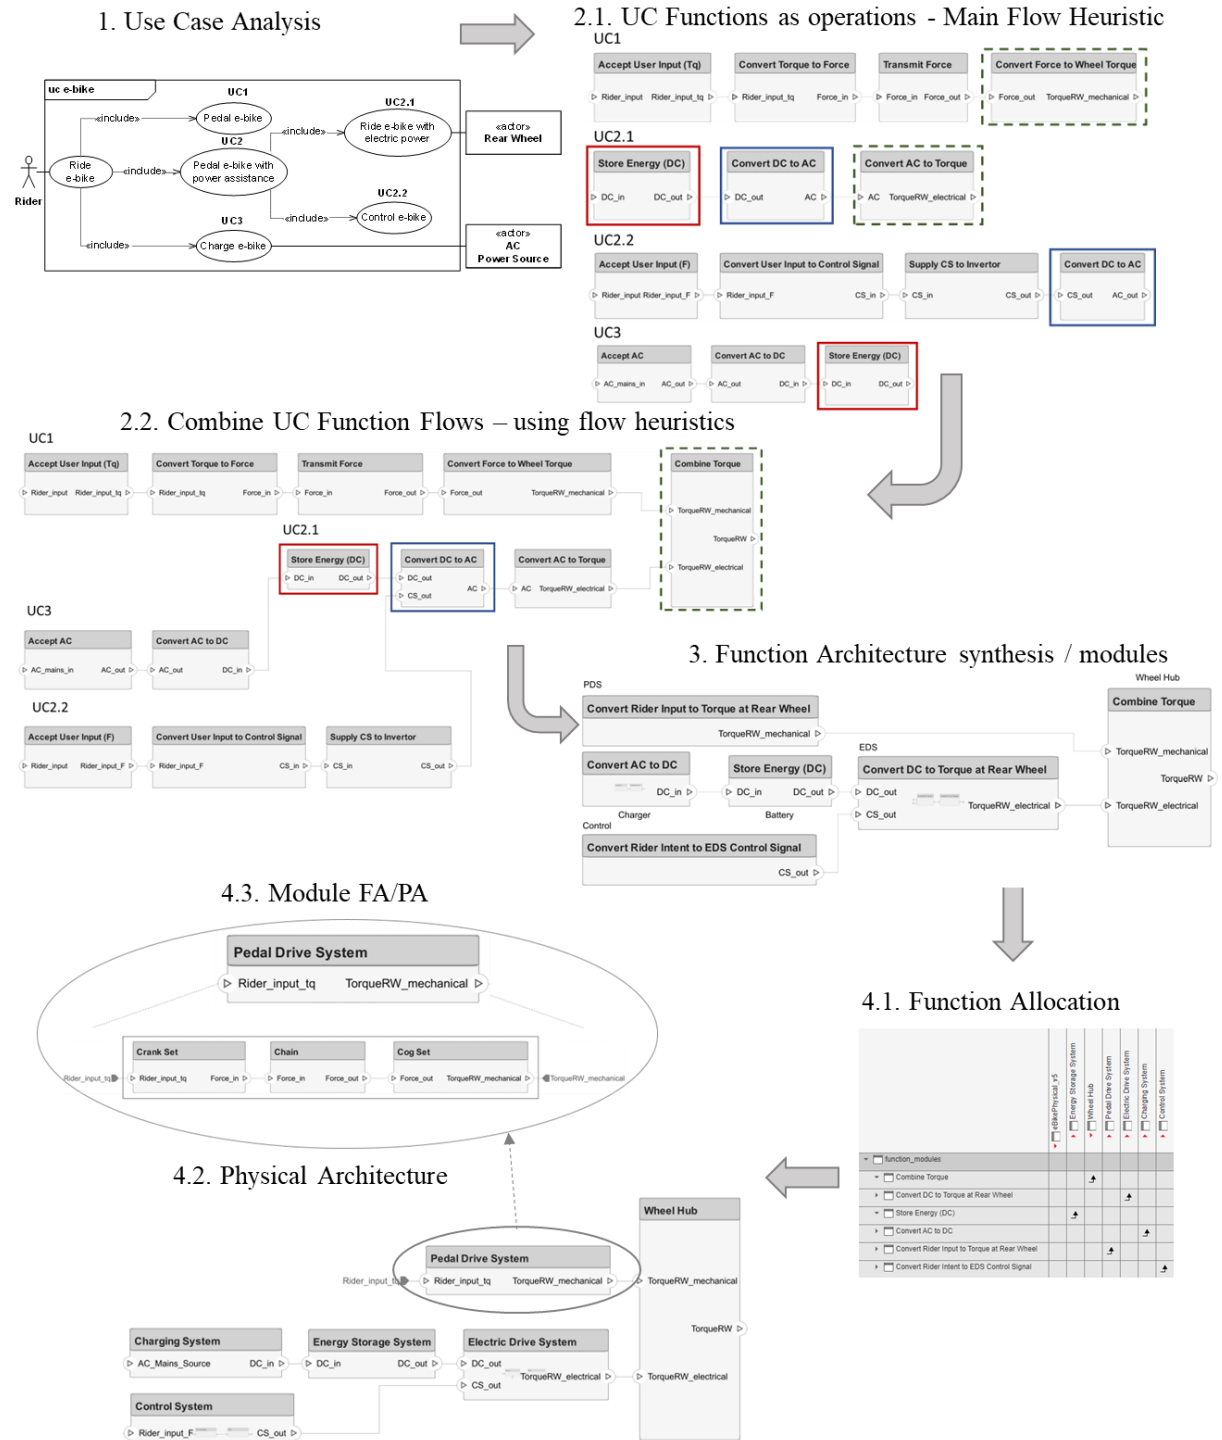 1. Use Case Analysis
uc e-bike
UC1
Pedal e-bike
UC2
Pedal e-bike with
power assistance
UC2.1
Ride e-bike with
electric power
«actor»
Rear Wheel
Ride
e-bike
Rider
«include»
«include»
«include»
«include»
«include»
UC2.2
Control e-bike
UC3
Charge e-bike
«actor»
AC
Power Source
2.1. UC Functions as operations - Main Flow Heuristic
UC1
Accept User Input (Tq)
Rider_input Rider_input_tq
Convert Torque to Force
Rider_input_tq Force_in
Transmit Force
Force_in Force_out
Convert Force to Wheel Torque
Force_out TorqueRW_mechanical
UC2.1
Store Energy (DC)
DC_in DC_out
Convert DC to AC
DC_out AC
Convert AC to Torque
AC TorqueRW_electrical
UC2.2
Accept User Input (F)
Rider_input Rider_input_F
Convert User Input to Control Signal
Rider_input_F CS_in
Supply CS to Invertor
CS_in CS_out
Convert DC to AC
CS_out AC_out
UC3
Accept AC
AC_mains_in AC_out
Convert AC to DC
AC_out DC_in
Store Energy (DC)
DC_in DC_out
2.2. Combine UC Function Flows – using flow heuristics
UC1
Accept User Input (Tq)
Rider_input Rider_input_tq
Convert Torque to Force
Rider_input_tq Force_in
Transmit Force
Force_in Force_out
Convert Force to Wheel Torque
Force_out TorqueRW_mechanical
Combine Torque
TorqueRW_mechanical
TorqueRW
TorqueRW_electrical
UC2.1
Store Energy (DC)
DC_in DC_out
Convert DC to AC
DC_out
AC
CS_out
Convert AC to Torque
AC TorqueRW_electrical
UC3
Accept AC
AC_mains_in AC_out
Convert AC to DC
AC_out DC_in
UC2.2
Accept User Input (F)
Rider_input Rider_input_F
Convert User Input to Control Signal
Rider_input_F CS_in
Supply CS to Invertor
CS_in CS_out
3. Function Architecture synthesis / modules
PDS
Convert Rider Input to Torque at Rear Wheel
TorqueRW_mechanical
Wheel Hub
Combine Torque
TorqueRW_mechanical
TorqueRW
TorqueRW_electrical
Convert AC to DC
DC_in
Charger
Store Energy (DC)
DC_in DC_out
Battery
EDS
Convert DC to Torque at Rear Wheel
DC_out
TorqueRW_electrical
CS_out
Control
Convert Rider Intent to EDS Control Signal
CS_out
4.3. Module FA/PA
Pedal Drive System
Rider_input_tq TorqueRW_mechanical
Rider_input_tq
Crank Set
Rider_input_tq Force_in
Chain
Force_in Force_out
Cog Set
Force_out TorqueRW_mechanical
TorqueRW_mechanical
4.1. Function Allocation
eBikePhysical_v5
Energy Storage System
Wheel Hub
Pedal Drive System
Electric Drive System
Charging System
Control System
function_modules
Combine Torque
Convert DC to Torque at Rear Wheel
Store Energy (DC)
Convert AC to DC
Convert Rider Input to Torque at Rear Wheel
Convert Rider Intent to EDS Control Signal
4.2. Physical Architecture
Wheel Hub
TorqueRW_mechanical
TorqueRW
TorqueRW_electrical
Pedal Drive System
Rider_input_tq
Rider_input_tq TorqueRW_mechanical
Charging System
AC_Mains_Source DC_in
Energy Storage System
DC_in DC_out
Electric Drive System
DC_out
TorqueRW_electrical
CS_out
Control System
Rider_input_F CS_out